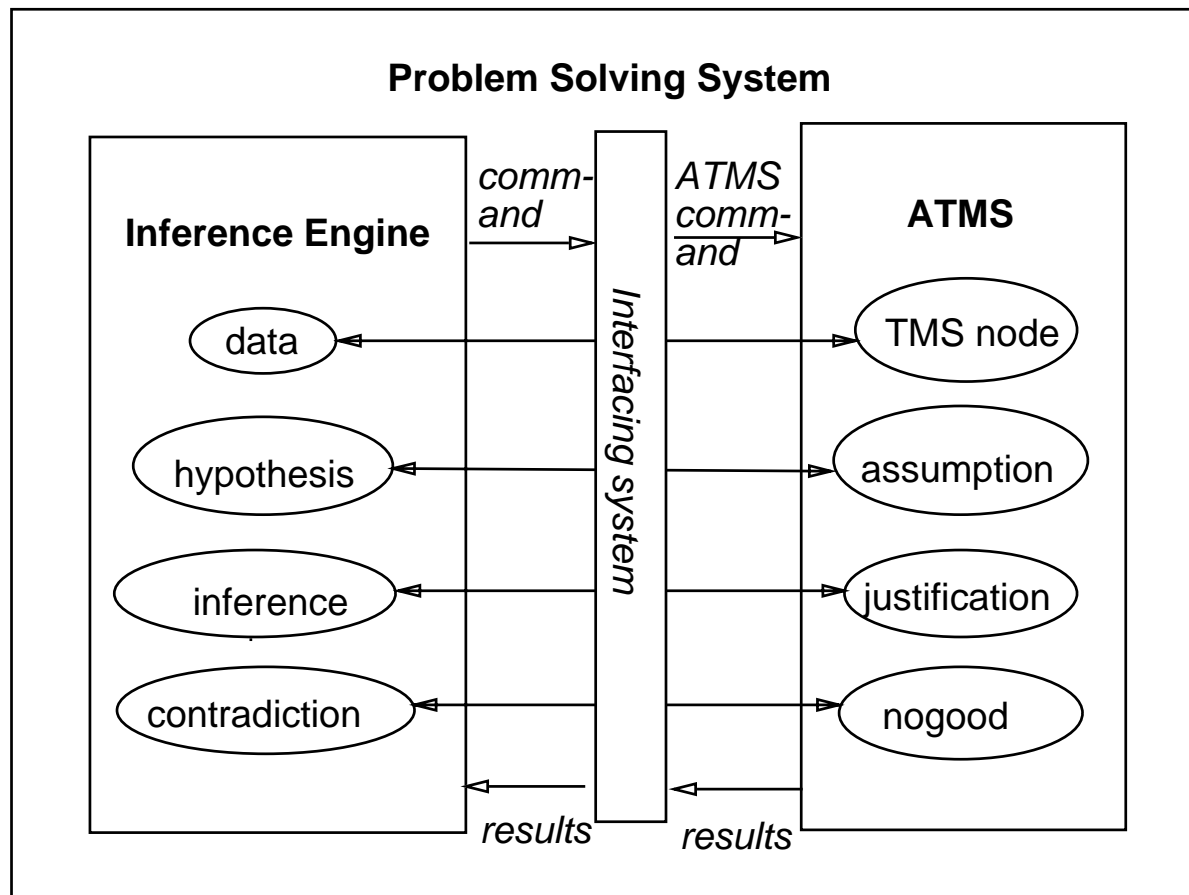 Problem Solving System
Inference Engine
comm-
and
ATMS
comm-
and
ATMS
Interfacing system
data
TMS node
hypothesis
assumption
inference
justification
contradiction
nogood
results
results